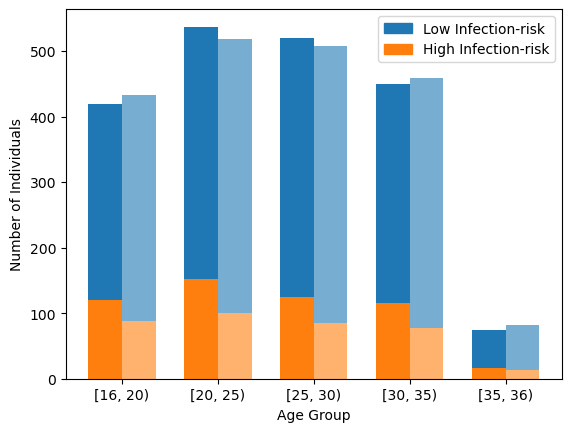 Low Infection-risk
High Infection-risk
Number of Individuals
500
400
300
200
100
0
[16, 20)
[20, 25)
[25, 30)
[30, 35)
[35, 36)
Age Group